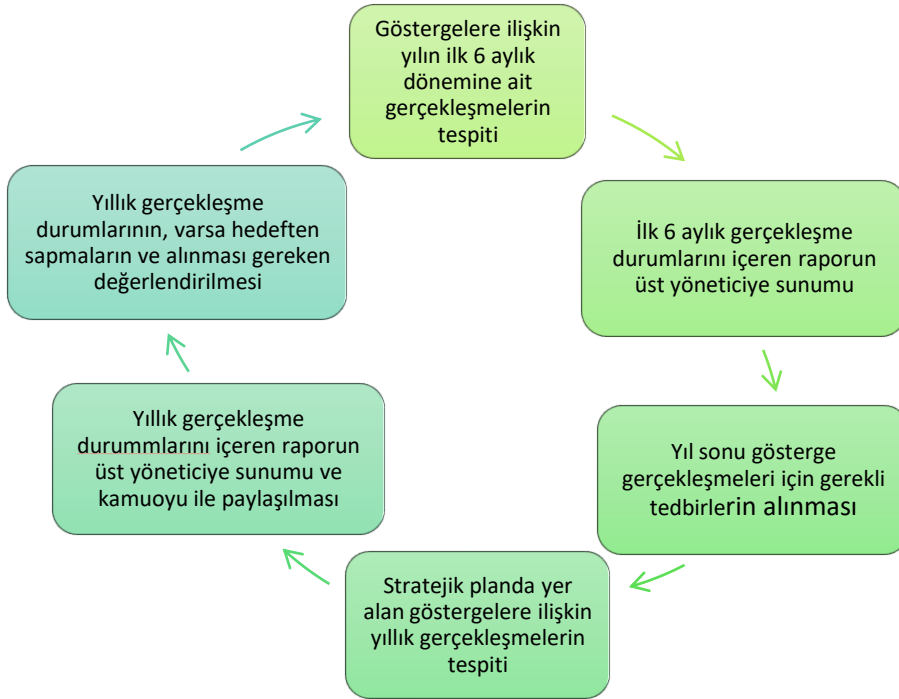 Göstergelere ilişkin
yılın ilk 6 aylık
dönemine ait
gerçekleşmelerin
tespiti
İlk 6 aylık gerçekleşme
durumlarını içeren raporun
üst yöneticiye sunumu
Yıl sonu gösterge
gerçekleşmeleri için gerekli
tedbirlerin alınması
Stratejik planda yer
alan göstergelere ilişkin
yıllık gerçekleşmelerin
tespiti
Yıllık gerçekleşme
durummlarını içeren raporun
üst yöneticiye sunumu ve
kamuoyu ile paylaşılması
Yıllık gerçekleşme
durumlarının, varsa hedeften
sapmaların ve alınması gereken
değerlendirilmesi